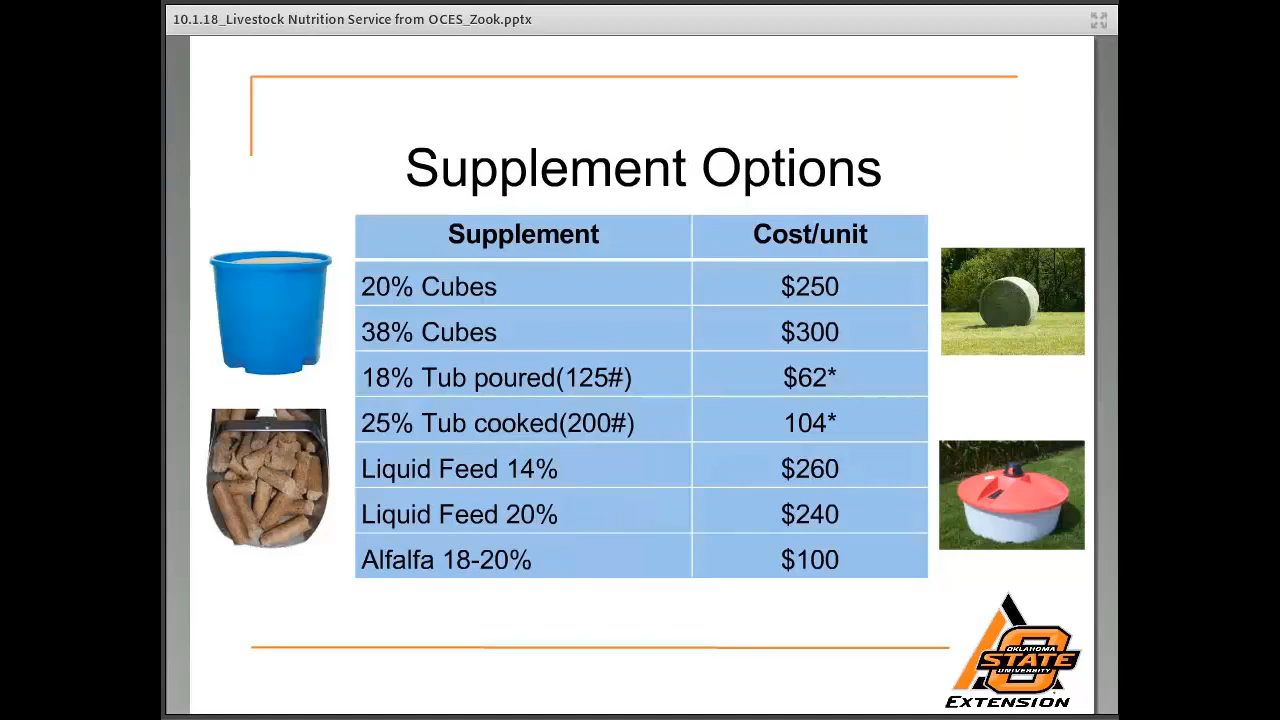 10.1.18_Livestock Nutrition Service from OCES_Zook.pptx
Supplement Options
Supplement Cost/unit
20% Cubes $250
38% Cubes $300
18% Tub poured(125#) $62*
25% Tub cooked(200#) 104*
Liquid Feed 14% $260
Liquid Feed 20% $240
Alfalfa 18-20% $100
OKLAHOMA
STATE
UNIVERSITY
EXTENSION